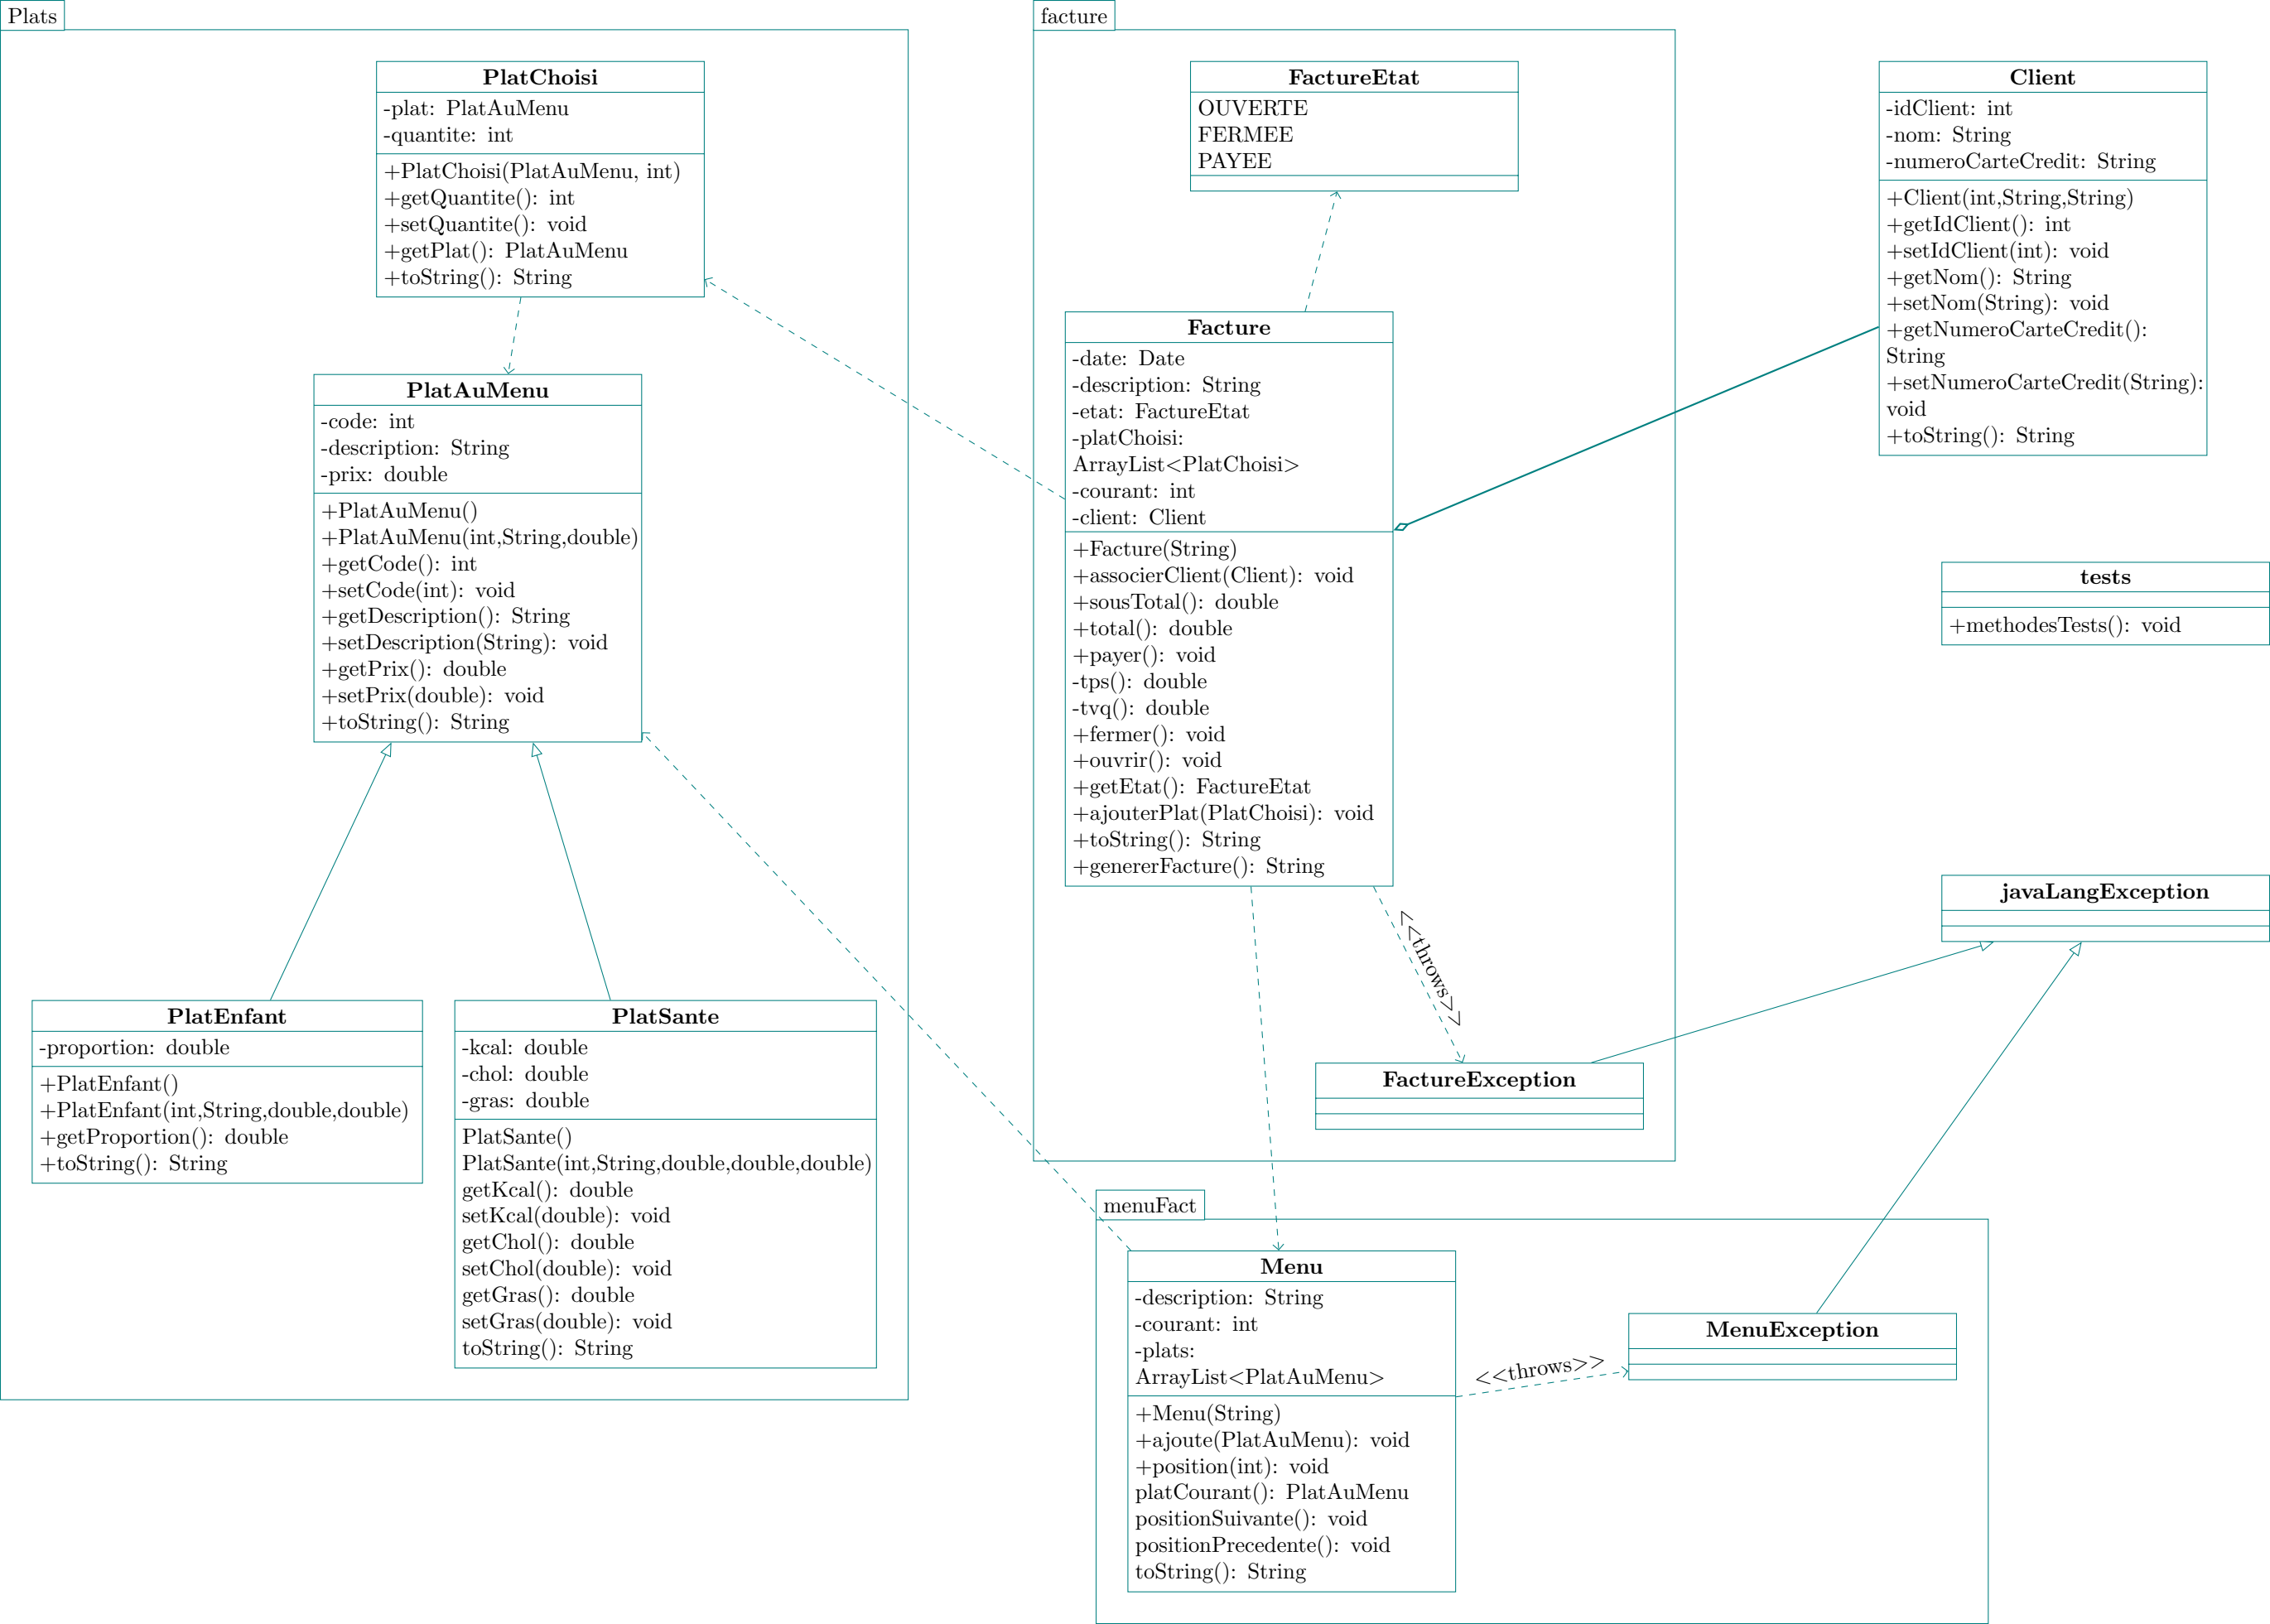 Plats
PlatChoisi
-plat: PlatAuMenu
-quantite: int
+PlatChoisi(PlatAuMenu, int)
+getQuantite(): int
+setQuantite(): void
+getPlat(): PlatAuMenu
+toString(): String
PlatAuMenu
-code: int
-description: String
-prix: double
+PlatAuMenu()
+PlatAuMenu(int,String,double)
+getCode(): int
+setCode(int): void
+getDescription(): String
+setDescription(String): void
+getPrix(): double
+setPrix(double): void
+toString(): String
PlatEnfant
-proportion: double
+PlatEnfant()
+PlatEnfant(int,String,double,double)
+getProportion(): double
+toString(): String
PlatSante
-kcal: double
-chol: double
-gras: double
PlatSante()
PlatSante(int,String,double,double,double)
getKcal(): double
setKcal(double): void
getChol(): double
setChol(double): void
getGras(): double
setGras(double): void
toString(): String
facture
FactureEtat
OUVERTE
FERMEE
PAYEE
Facture
-date: Date
-description: String
-etat: FactureEtat
-platChoisi:
ArrayList<PlatChoisi>
-courant: int
-client: Client
+Facture(String)
+associerClient(Client): void
+sousTotal(): double
+total(): double
+payer(): void
-tps(): double
-tvq(): double
+fermer(): void
+ouvrir(): void
+getEtat(): FactureEtat
+ajouterPlat(PlatChoisi): void
+toString(): String
+genererFacture(): String
<<throws>>
FactureException
menuFact
Menu
-description: String
-courant: int
-plats:
ArrayList<PlatAuMenu>
+Menu(String)
+ajoute(PlatAuMenu): void
+position(int): void
platCourant(): PlatAuMenu
positionSuivante(): void
positionPrecedente(): void
toString(): String
<<throws>>
MenuException
Client
-idClient: int
-nom: String
-numeroCarteCredit: String
+Client(int,String,String)
+getIdClient(): int
+setIdClient(int): void
+getNom(): String
+setNom(String): void
+getNumeroCarteCredit():
String
+setNumeroCarteCredit(String):
void
+toString(): String
tests
+methodesTests(): void
javaLangException